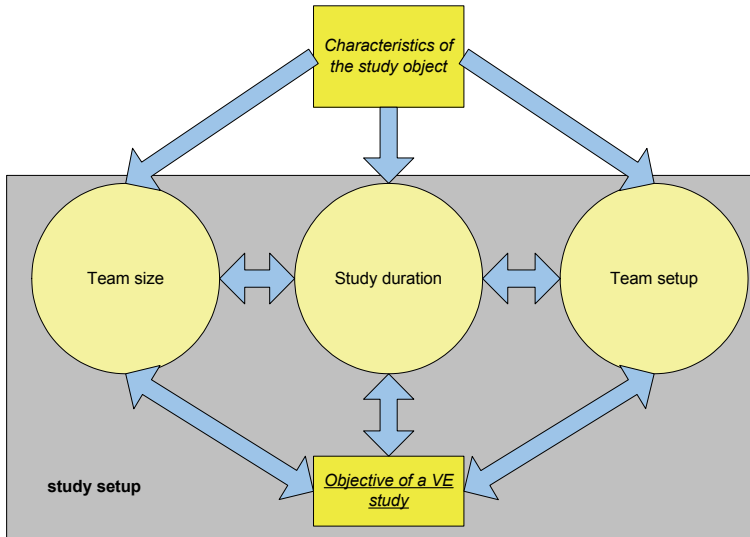 Characteristics of
the study object
Team size
Study duration
Team setup
Objective of a VE
study
study setup